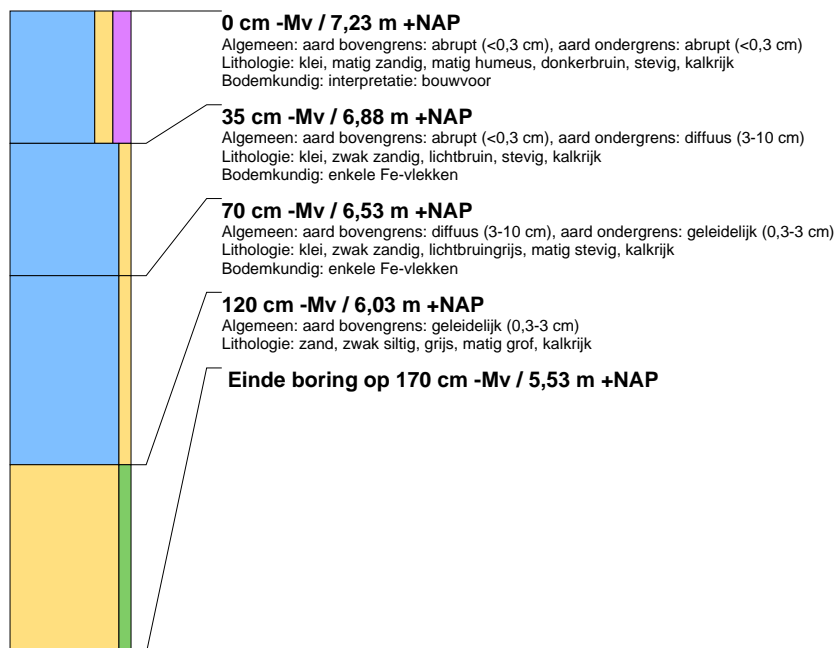 0 cm -Mv / 7,23 m +NAP
Algemeen: aard bovengrens: abrupt (<0,3 cm), aard ondergrens: abrupt (<0,3 cm)
Lithologie: klei, matig zandig, matig humeus, donkerbruin, stevig, kalkrijk
Bodemkundig: interpretatie: bouwvoor
35 cm -Mv / 6,88 m +NAP
Algemeen: aard bovengrens: abrupt (<0,3 cm), aard ondergrens: diffuus (3-10 cm)
Lithologie: klei, zwak zandig, lichtbruin, stevig, kalkrijk
Bodemkundig: enkele Fe-vlekken
70 cm -Mv / 6,53 m +NAP
Algemeen: aard bovengrens: diffuus (3-10 cm), aard ondergrens: geleidelijk (0,3-3 cm)
Lithologie: klei, zwak zandig, lichtbruingrijs, matig stevig, kalkrijk
Bodemkundig: enkele Fe-vlekken
120 cm -Mv / 6,03 m +NAP
Algemeen: aard bovengrens: geleidelijk (0,3-3 cm)
Lithologie: zand, zwak siltig, grijs, matig grof, kalkrijk
Einde boring op 170 cm -Mv / 5,53 m +NAP